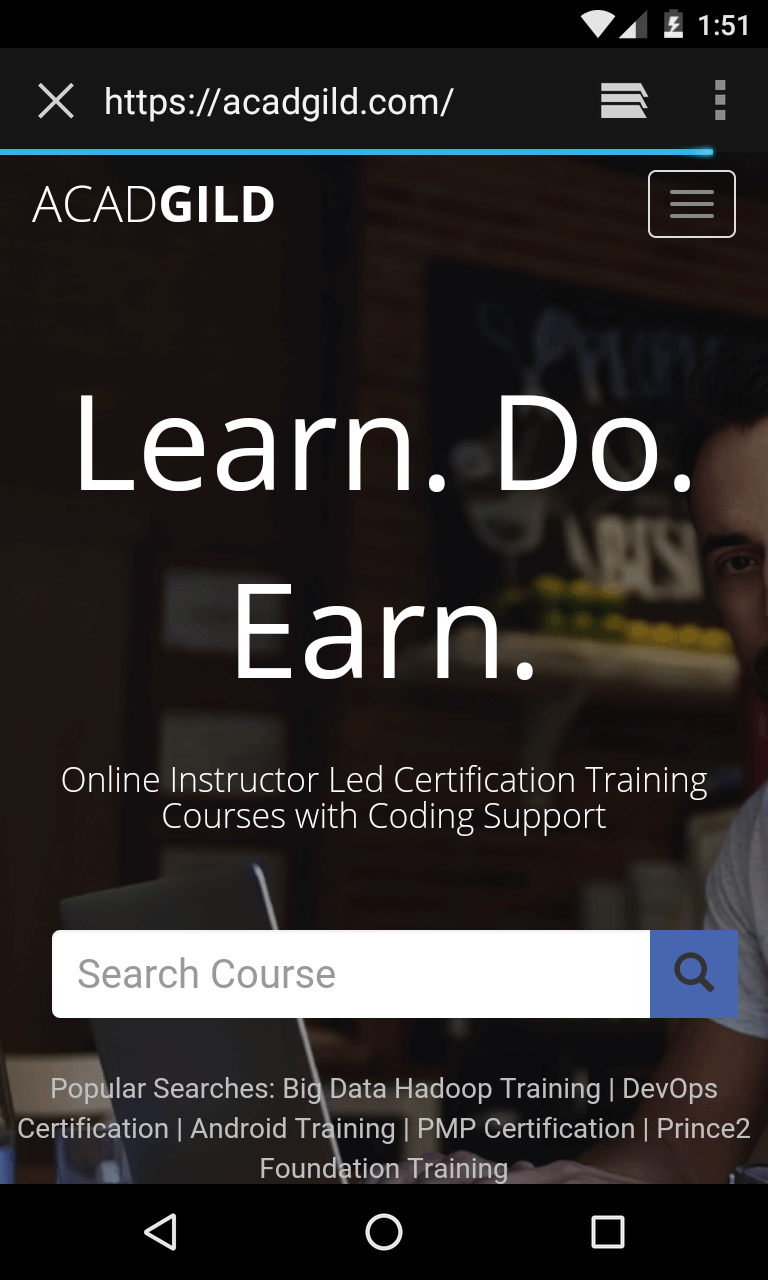 1:51
https://acadgild.com/
ACADGILD
Learn. Do.
Earn.
Online Instructor Led Certification Training
Courses with Coding Support
Search Course
Popular Searches: Big Data Hadoop Training | DevOps
Certification | Android Training | PMP Certification | Prince2
Foundation Training